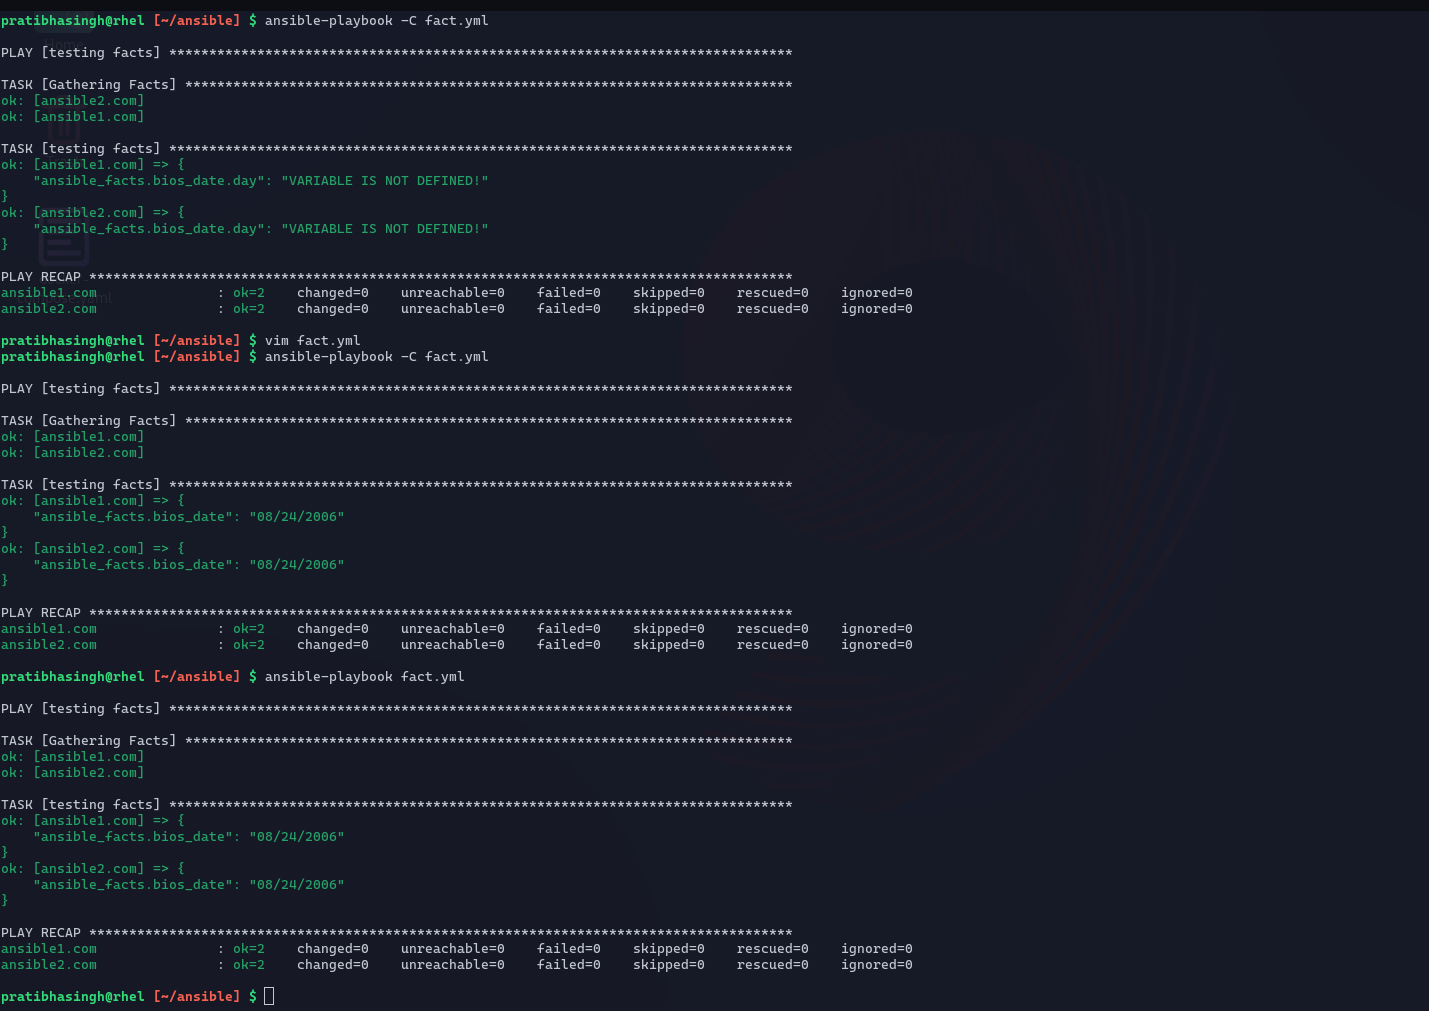 pratibhasingh@rhel [~/ansible] $ ansible-playbook -C fact.yml
PLAY [testing facts] ******************************************************************************
TASK [Gathering Facts] ****************************************************************************
ok: [ansible2.com]
ok: [ansible1.com]
TASK [testing facts] ******************************************************************************
ok: [ansible1.com] => {
    "ansible_facts.bios_date.day": "VARIABLE IS NOT DEFINED!"
}
ok: [ansible2.com] => {
    "ansible_facts.bios_date.day": "VARIABLE IS NOT DEFINED!"
}
PLAY RECAP ****************************************************************************************
ansible1.com               : ok=2    changed=0    unreachable=0    failed=0    skipped=0    rescued=0    ignored=0
ansible2.com               : ok=2    changed=0    unreachable=0    failed=0    skipped=0    rescued=0    ignored=0
pratibhasingh@rhel [~/ansible] $ vim fact.yml
pratibhasingh@rhel [~/ansible] $ ansible-playbook -C fact.yml
PLAY [testing facts] ******************************************************************************
TASK [Gathering Facts] ****************************************************************************
ok: [ansible1.com]
ok: [ansible2.com]
TASK [testing facts] ******************************************************************************
ok: [ansible1.com] => {
    "ansible_facts.bios_date": "08/24/2006"
}
ok: [ansible2.com] => {
    "ansible_facts.bios_date": "08/24/2006"
}
PLAY RECAP ****************************************************************************************
ansible1.com               : ok=2    changed=0    unreachable=0    failed=0    skipped=0    rescued=0    ignored=0
ansible2.com               : ok=2    changed=0    unreachable=0    failed=0    skipped=0    rescued=0    ignored=0
pratibhasingh@rhel [~/ansible] $ ansible-playbook fact.yml
PLAY [testing facts] ******************************************************************************
TASK [Gathering Facts] ****************************************************************************
ok: [ansible1.com]
ok: [ansible2.com]
TASK [testing facts] ******************************************************************************
ok: [ansible1.com] => {
    "ansible_facts.bios_date": "08/24/2006"
}
ok: [ansible2.com] => {
    "ansible_facts.bios_date": "08/24/2006"
}
PLAY RECAP ****************************************************************************************
ansible1.com               : ok=2    changed=0    unreachable=0    failed=0    skipped=0    rescued=0    ignored=0
ansible2.com               : ok=2    changed=0    unreachable=0    failed=0    skipped=0    rescued=0    ignored=0
pratibhasingh@rhel [~/ansible] $